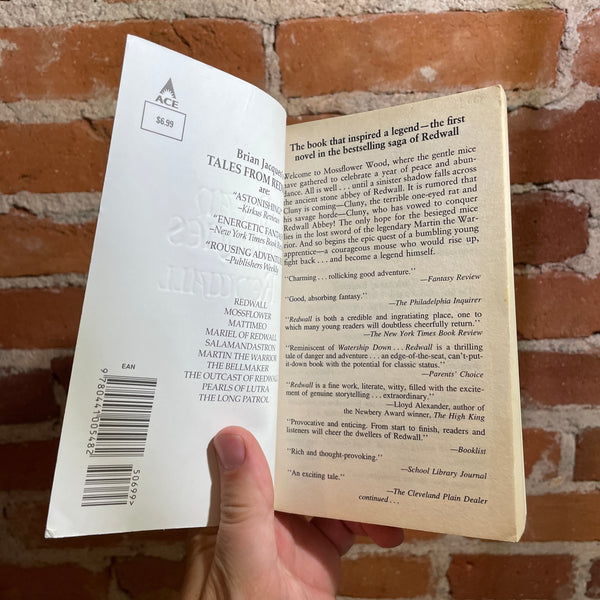 ACE
$6.99
Brian Jacques
TALES FROM
are:
"ASTONISHING
–Kirkus Reviews
"ENERGETIC
–New York Times Book
"ROUSING
–Publishers Weekly
REDWALL
MOSSFLOWER
MATTIMEO
MARIEL OF REDWALL
SALAMANDASTRON
MARTIN THE WARRIOR
THE BELLMAKER
THE OUTCAST OF REDWALL
PEARLS OF LUTRA
THE LONG PATROL
EAN
9780441005482
50699>
The book that inspired a legend—the first
novel in the bestselling saga of Redwall
Welcome to Mossflower Wood, where the gentle mice
have gathered to celebrate a year of peace and abun-
dance. All is well . . . until a sinister shadow falls across
the ancient stone abbey of Redwall. It is rumored that
Cluny is coming—Cluny, the terrible one-eyed rat and
his savage horde—Cluny, who has vowed to conquer
Redwall Abbey! The only hope for the besieged mice
lies in the lost sword of the legendary Martin the War-
rior. And so begins the epic quest of a bumbling young
apprentice—a courageous mouse who would rise up,
fight back . . . and become a legend himself.
"Charming . . . rollicking good adventure."
—Fantasy Review
"Good, absorbing fantasy."
—The Philadelphia Inquirer
"Redwall is both a credible and ingratiating place, one to
which many young readers will doubtless cheerfully return."
—The New York Times Book Review
"Reminiscent of Watership Down . . . Redwall is a thrilling
tale of danger and adventure . . . an edge-of-the-seat, can't-put-
it-down book with the potential for classic status."
—Parents' Choice
"Redwall is a fine work, literate, witty, filled with the excite-
ment of genuine storytelling . . . extraordinary."
—Lloyd Alexander, author of
the Newbery Award winner, The High King
"Provocative and enticing. From start to finish, readers and
listeners will cheer the dwellers of Redwall."
—Booklist
"Rich and thought-provoking."
—School Library Journal
"An exciting tale."
—The Cleveland Plain Dealer
continued . . .